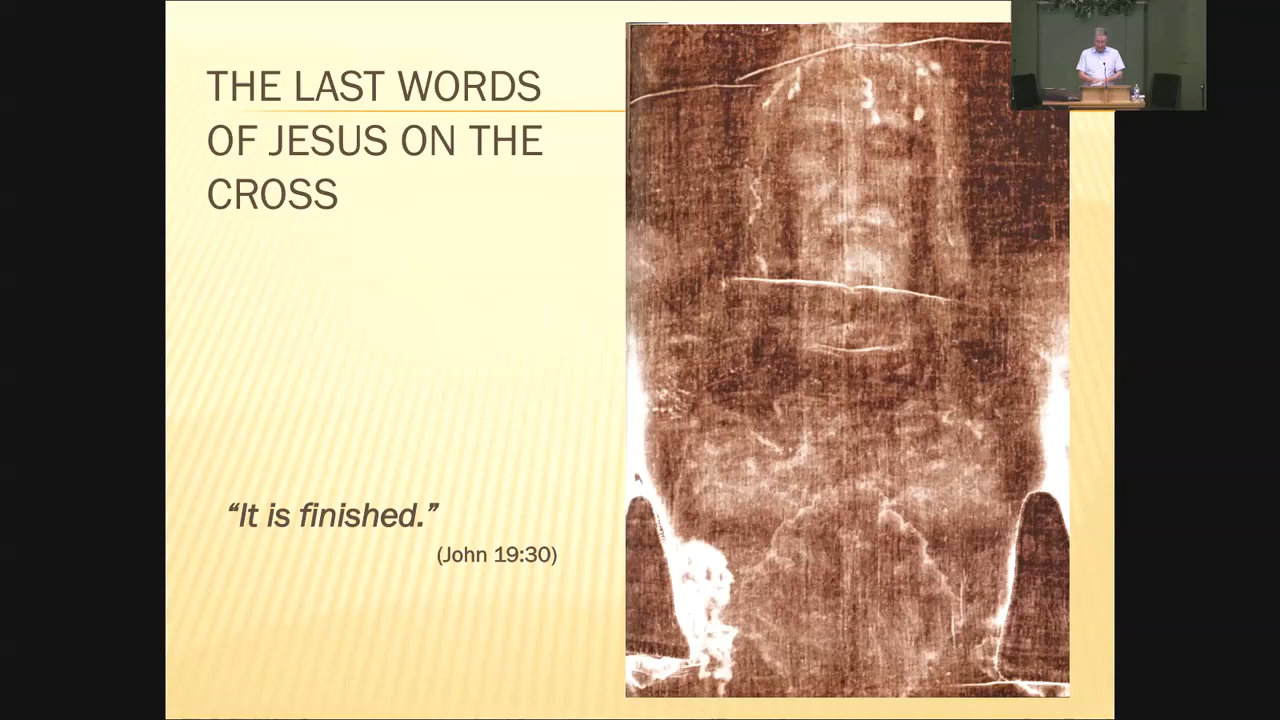 THE LAST WORDS
OF JESUS ON THE
CROSS
“It is finished.”
(John 19:30)